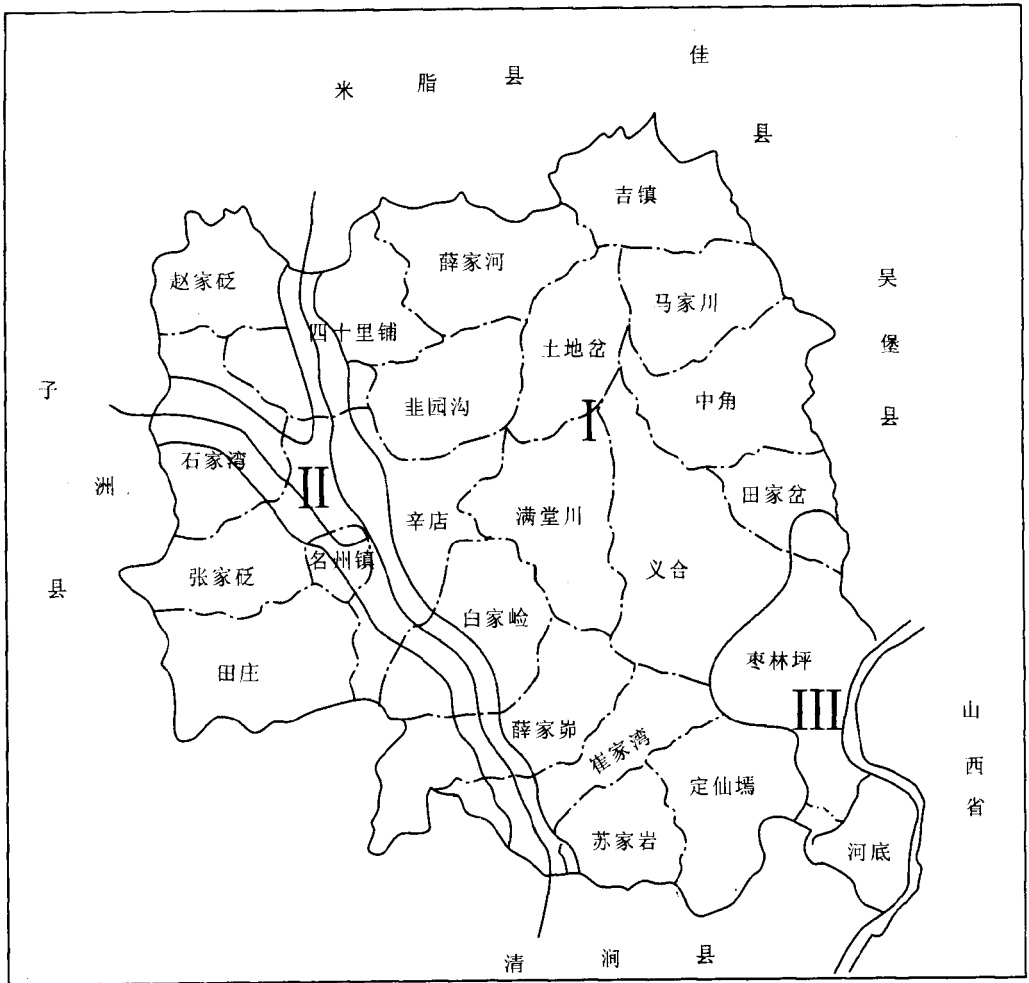 米脂县
佳县
吉镇
赵家砭
薛家河
马家川
吴堡县
四十里铺
土地岔
子洲县
韭园沟
I
中角
石家湾
II
辛店
满堂川
田家岔
张家砭
名州镇
义合
白家硷
田庄
枣林坪
III
薛家峁
崔家湾
定仙墕
山西省
苏家岩
河底
清涧县